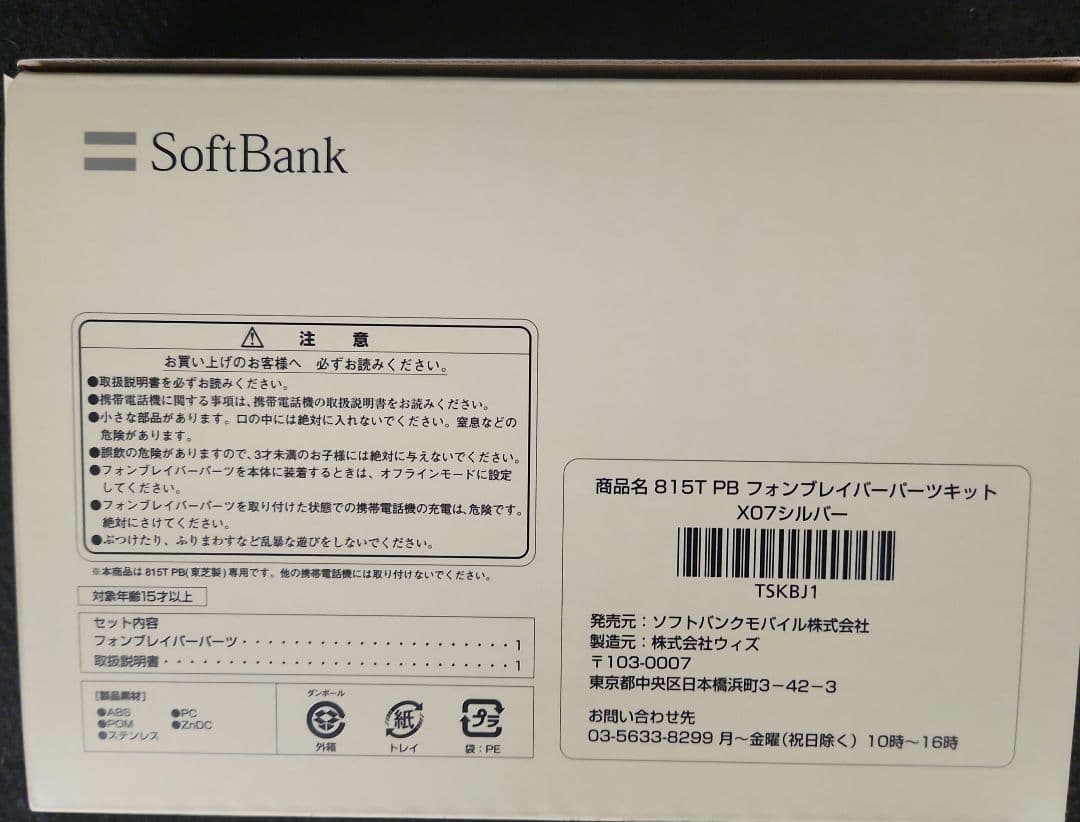 SoftBank
注 意
お買い上げのお客様へ 必ずお読みください。
●取扱説明書を必ずお読みください。
●携帯電話機に関する事項は、携帯電話機の取扱説明書をお読みください。
●小さな部品があります。口の中には絶対に入れないでください。窒息などの
危険があります。
●誤飲の危険がありますので、3才未満のお子様には絶対に与えないでください。
●フォンブレイバーパーツを本体に装着するときは、オフラインモードに設定
してください。
●フォンブレイバーパーツを取り付けた状態での携帯電話機の充電は、危険です。
絶対にさけてください。
●ぶつけたり、ふりまわすなど乱暴な遊びをしないでください。
※本商品は815T PB(東芝製)専用です。他の携帯電話機には取り付けないでください。
対象年齢15才以上
セット内容
フォンブレイバーパーツ・・・・・・・・・・・・・・・・・・・・1
取扱説明書・・・・・・・・・・・・・・・・・・・・・・・・・・1
[製品素材]
●ABS ●PC
●POM ●ZnDC
●ステンレス
ダンボール
外箱
紙
トレイ
プラ
袋：PE
商品名 815T PB フォンブレイバーパーツキット
X07シルバー
TSKBJ1
発売元：ソフトバンクモバイル株式会社
製造元：株式会社ウィズ
〒103-0007
東京都中央区日本橋浜町3－42－3
お問い合わせ先
03-5633-8299 月～金曜(祝日除く) 10時～16時